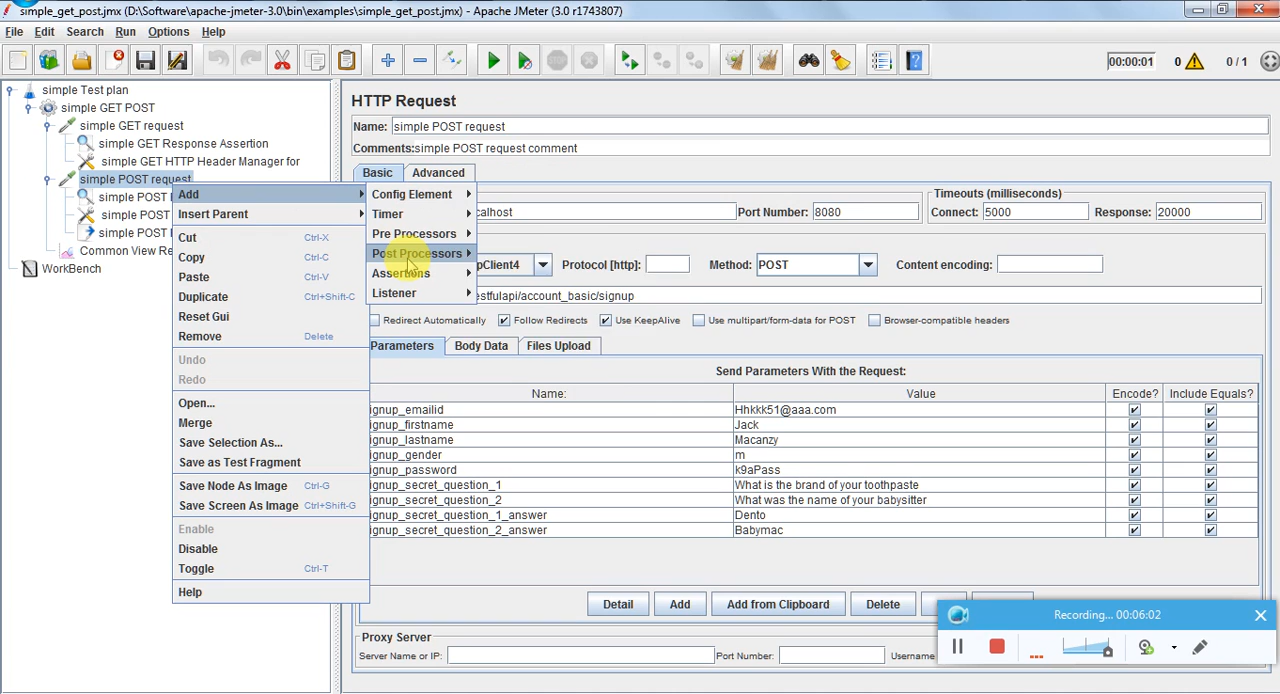 simple_get_post.jmx (D:\Software\apache-jmeter-3.0\bin\examples\simple_get_post.jmx) - Apache JMeter (3.0 r1743807)
File Edit Search Run Options Help
00:00:01 0 0 / 1
simple Test plan
simple GET POST
simple GET request
simple GET Response Assertion
simple GET HTTP Header Manager for
simple POST request
simple POST
simple POST
simple POST
Common View Re
WorkBench
Add
Insert Parent
Cut Ctrl-X
Copy Ctrl-C
Paste Ctrl-V
Duplicate Ctrl+Shift-C
Reset Gui
Remove Delete
Undo
Redo
Open...
Merge
Save Selection As...
Save as Test Fragment
Save Node As Image Ctrl-G
Save Screen As Image Ctrl+Shift-G
Enable
Disable
Toggle Ctrl-T
Help
Config Element
Timer
Pre Processors
Post Processors
Assertions
Listener
HTTP Request
Name: simple POST request
Comments: simple POST request comment
Basic Advanced
Timeouts (milliseconds)
calhost Port Number: 8080 Connect: 5000 Response: 20000
pClient4 Protocol [http]: Method: POST Content encoding:
estfulapi/account_basic/signup
Redirect Automatically Follow Redirects Use KeepAlive Use multipart/form-data for POST Browser-compatible headers
Parameters Body Data Files Upload
Send Parameters With the Request:
Name: Value Encode? Include Equals?
ignup_emailid Hhkkk51@aaa.com
ignup_firstname Jack
ignup_lastname Macanzy
ignup_gender m
ignup_password k9aPass
ignup_secret_question_1 What is the brand of your toothpaste
ignup_secret_question_2 What was the name of your babysitter
ignup_secret_question_1_answer Dento
ignup_secret_question_2_answer Babymac
Detail Add Add from Clipboard Delete
Proxy Server
Server Name or IP: Port Number: Username
Recording... 00:06:02